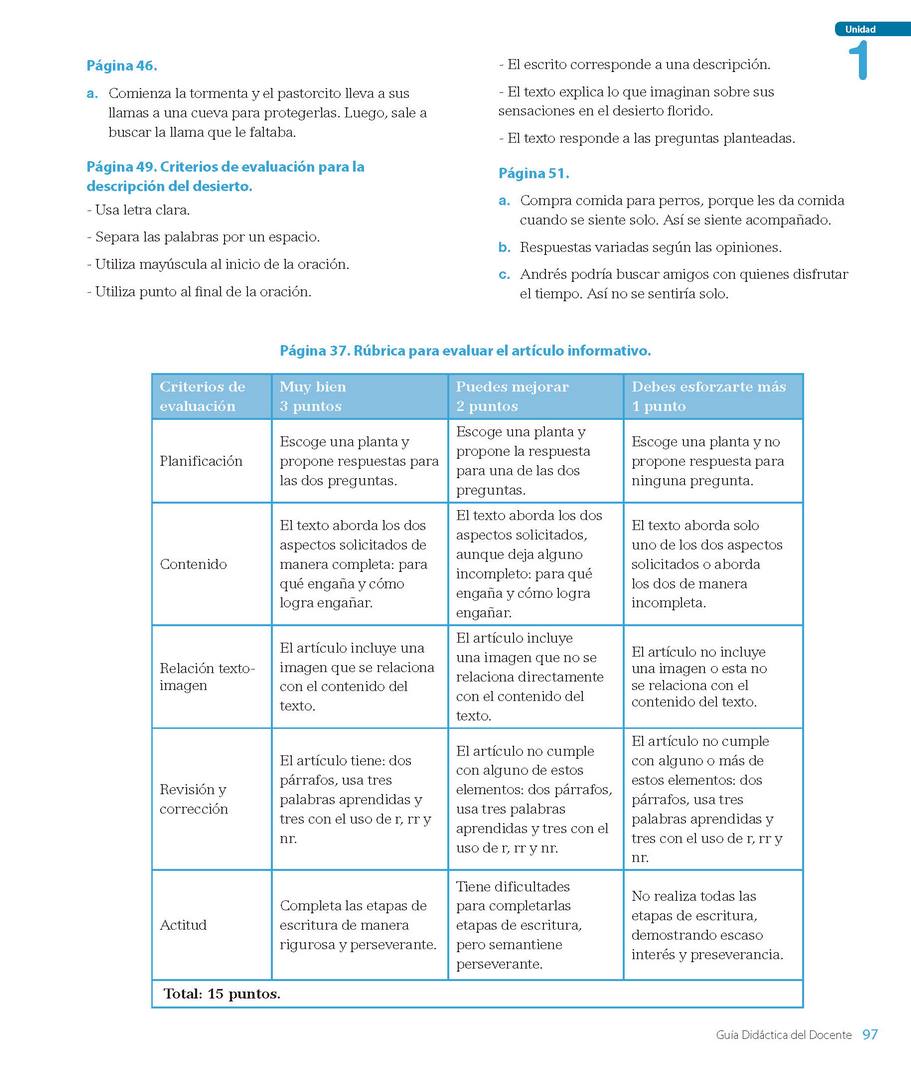 Unidad
1
Página 46.
a. Comienza la tormenta y el pastorcito lleva a sus
llamas a una cueva para protegerlas. Luego, sale a
buscar la llama que le faltaba.
Página 49. Criterios de evaluación para la
descripción del desierto.
- Usa letra clara.
- Separa las palabras por un espacio.
- Utiliza mayúscula al inicio de la oración.
- Utiliza punto al final de la oración.
- El escrito corresponde a una descripción.
- El texto explica lo que imaginan sobre sus
sensaciones en el desierto florido.
- El texto responde a las preguntas planteadas.
Página 51.
a. Compra comida para perros, porque les da comida
cuando se siente solo. Así se siente acompañado.
b. Respuestas variadas según las opiniones.
c. Andrés podría buscar amigos con quienes disfrutar
el tiempo. Así no se sentiría solo.
Página 37. Rúbrica para evaluar el artículo informativo.
Criterios de
evaluación
Muy bien
3 puntos
Puedes mejorar
2 puntos
Debes esforzarte más
1 punto
Planificación
Escoge una planta y
propone respuestas para
las dos preguntas.
Escoge una planta y
propone la respuesta
para una de las dos
preguntas.
Escoge una planta y no
propone respuesta para
ninguna pregunta.
Contenido
El texto aborda los dos
aspectos solicitados de
manera completa: para
qué engaña y cómo
logra engañar.
El texto aborda los dos
aspectos solicitados,
aunque deja alguno
incompleto: para qué
engaña y cómo logra
engañar.
El texto aborda solo
uno de los dos aspectos
solicitados o aborda
los dos de manera
incompleta.
Relación texto-
imagen
El artículo incluye una
imagen que se relaciona
con el contenido del
texto.
El artículo incluye
una imagen que no se
relaciona directamente
con el contenido del
texto.
El artículo no incluye
una imagen o esta no
se relaciona con el
contenido del texto.
Revisión y
corrección
El artículo tiene: dos
párrafos, usa tres
palabras aprendidas y
tres con el uso de r, rr y
nr.
El artículo no cumple
con alguno de estos
elementos: dos párrafos,
usa tres palabras
aprendidas y tres con el
uso de r, rr y nr.
El artículo no cumple
con alguno o más de
estos elementos: dos
párrafos, usa tres
palabras aprendidas y
tres con el uso de r, rr y
nr.
Actitud
Completa las etapas de
escritura de manera
rigurosa y perseverante.
Tiene dificultades
para completarlas
etapas de escritura,
pero semantiene
perseverante.
No realiza todas las
etapas de escritura,
demostrando escaso
interés y preseverancia.
Total: 15 puntos.
Guía Didáctica del Docente 97